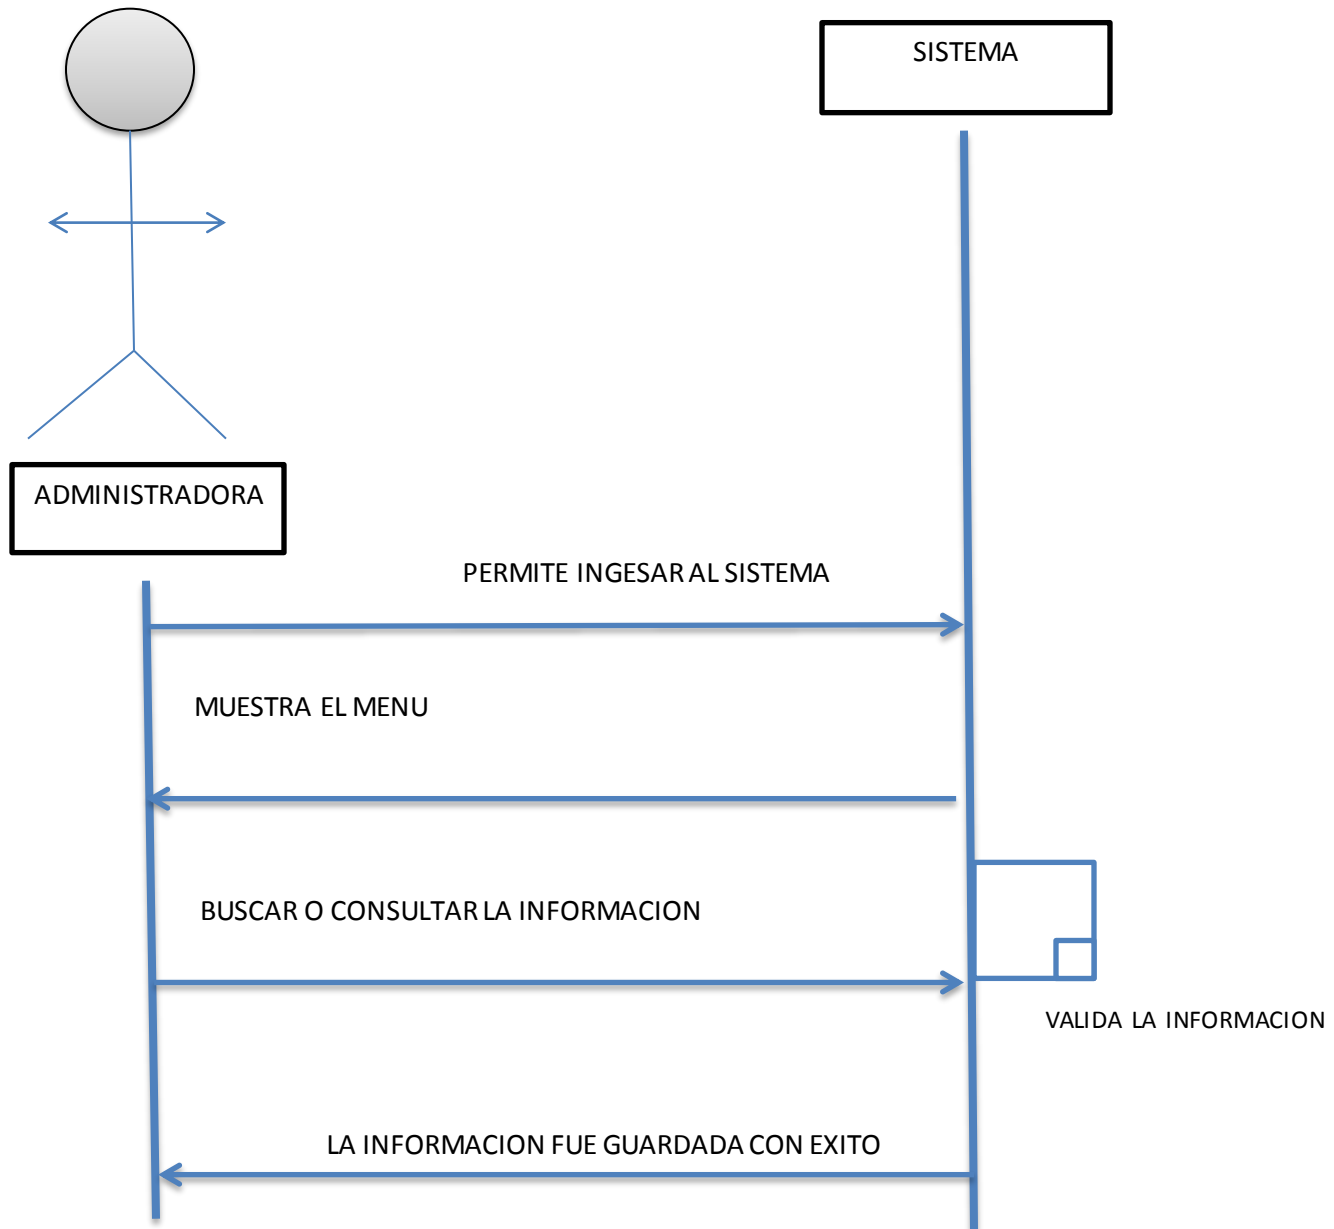 SISTEMA
ADMINISTRADORA
PERMITE INGESAR AL SISTEMA
MUESTRA EL MENU
BUSCAR O CONSULTAR LA INFORMACION
VALIDA LA INFORMACION
LA INFORMACION FUE GUARDADA CON EXITO